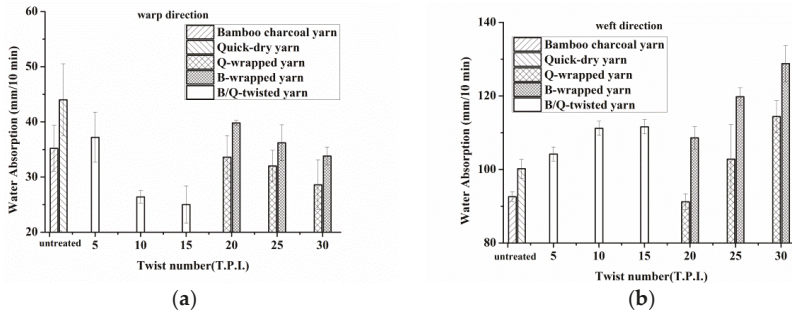 warp direction
Bamboo charcoal yarn
Quick-dry yarn
Q-wrapped yarn
B-wrapped yarn
B/Q-twisted yarn
Water Absorption (mm/10 min)
60
50
40
30
20
untreated 5 10 15 20 25 30
Twist number(T.P.I.)
(a)
weft direction
Bamboo charcoal yarn
Quick-dry yarn
Q-wrapped yarn
B-wrapped yarn
B/Q-twisted yarn
Water Absorption (mm/10 min)
140
120
100
80
untreated 5 10 15 20 25 30
Twist number(T.P.I.)
(b)